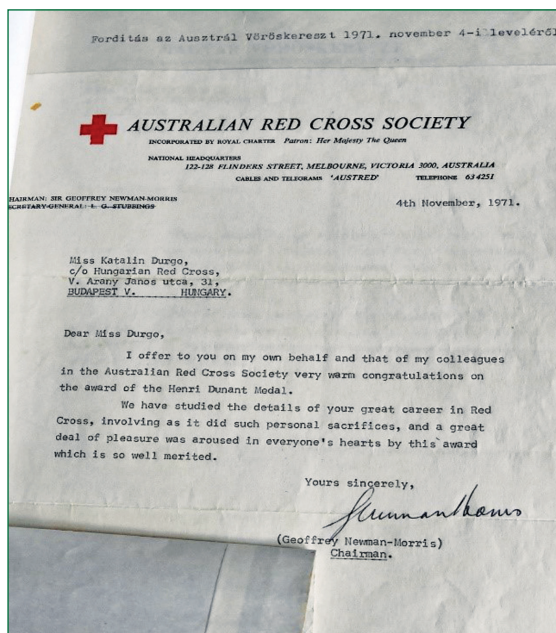 Forditás az Ausztrál Vöröskereszt 1971. november 4-i leveléről
AUSTRALIAN RED CROSS SOCIETY
INCORPORATED BY ROYAL CHARTER Patron: Her Majesty The Queen
NATIONAL HEADQUARTERS
122-128 FLINDERS STREET, MELBOURNE, VICTORIA 3000, AUSTRALIA
CABLES AND TELEGRAMS 'AUSTRED' TELEPHONE 63 4251
HAIRMAN: SIR GEOFFREY NEWMAN-MORRIS
ECRETARY-GENERAL: L. G. STUBBINGS
4th November, 1971.
Miss Katalin Durgo,
c/o Hungarian Red Cross,
V. Arany Janos utca, 31,
BUDAPEST V. HUNGARY.
Dear Miss Durgo,
I offer to you on my own behalf and that of my colleagues
in the Australian Red Cross Society very warm congratulations on
the award of the Henri Dunant Medal.
We have studied the details of your great career in Red
Cross, involving as it did such personal sacrifices, and a great
deal of pleasure was aroused in everyone's hearts by this award
which is so well merited.
Yours sincerely,
(Geoffrey Newman-Morris)
Chairman.